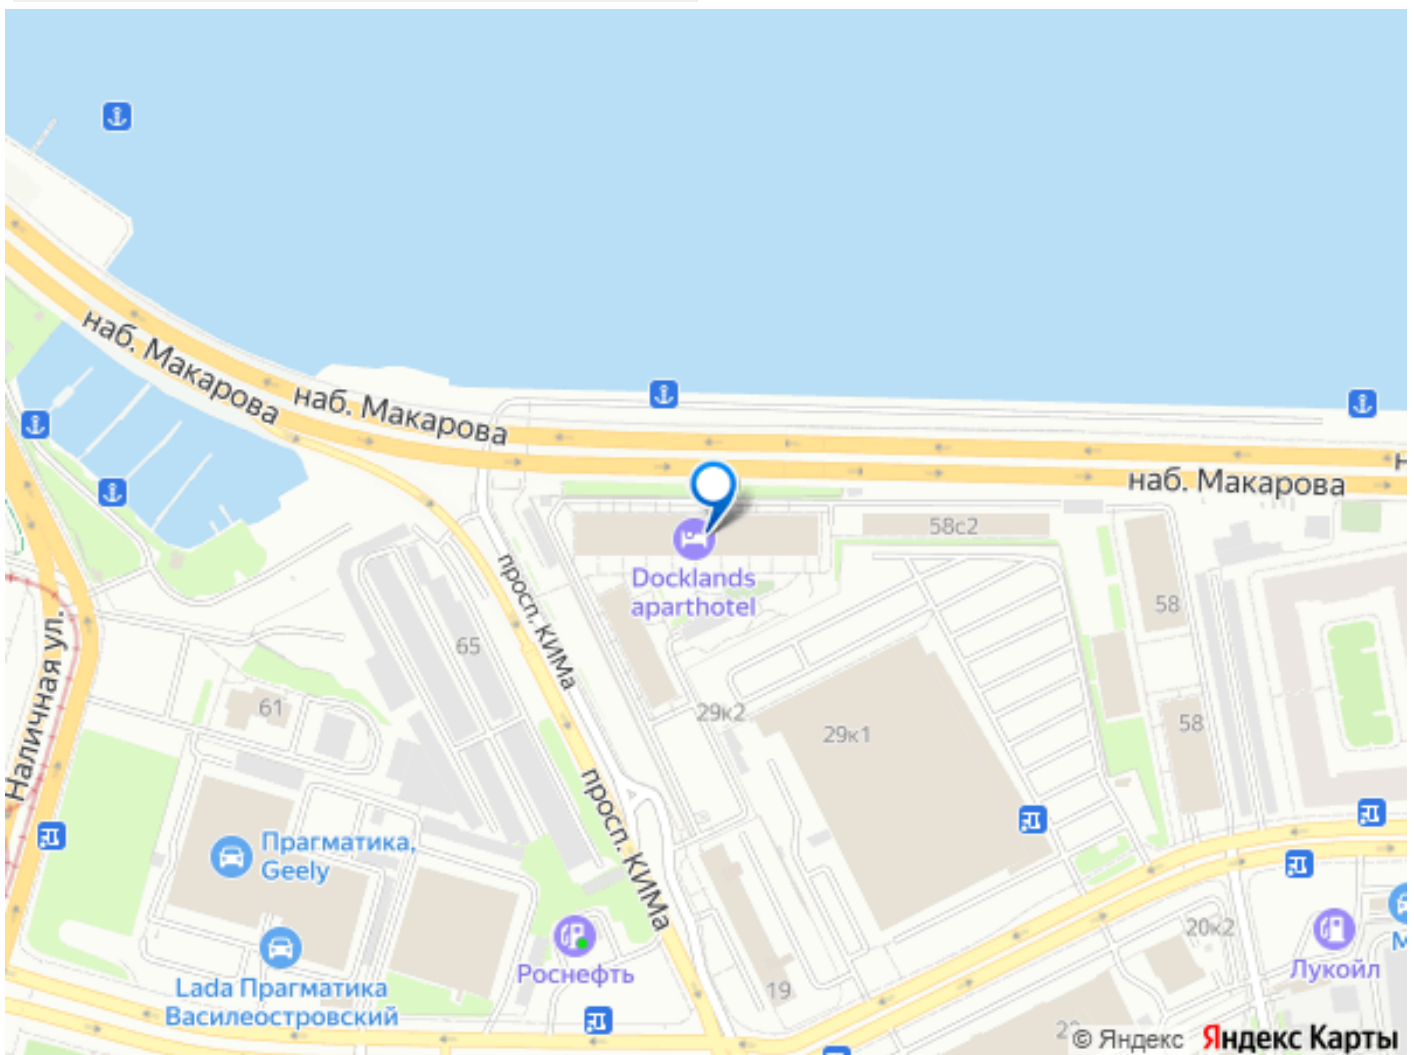 наб. Макарова
наб. Макарова
н
наб. Макарова
58с2
Docklands
aparthotel
просп. КИМа
58
65
Наличная ул.
61
29к2
29к1
58
просп. КИМа
Прагматика,
Geely
20к2
М
Роснефть
Лукойл
Lada Прагматика
Василеостровский
19
© Яндекс Яндекс Карты